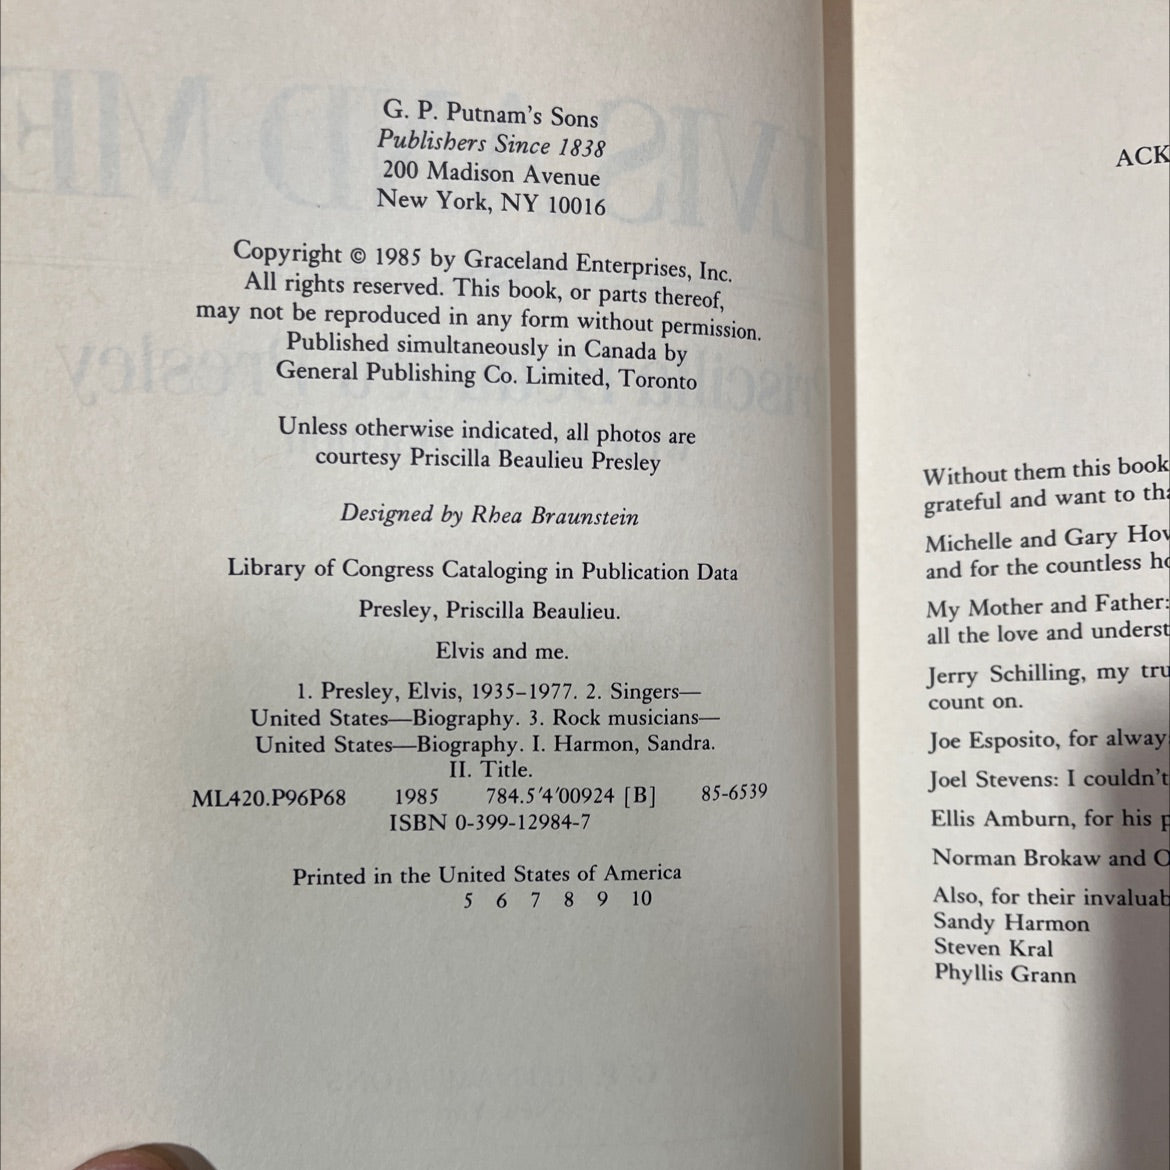 G. P. Putnam's Sons
Publishers Since 1838
200 Madison Avenue
New York, NY 10016
Copyright © 1985 by Graceland Enterprises, Inc.
All rights reserved. This book, or parts thereof,
may not be reproduced in any form without permission.
Published simultaneously in Canada by
General Publishing Co. Limited, Toronto
Unless otherwise indicated, all photos are
courtesy Priscilla Beaulieu Presley
Designed by Rhea Braunstein
Library of Congress Cataloging in Publication Data
Presley, Priscilla Beaulieu.
Elvis and me.
1. Presley, Elvis, 1935–1977. 2. Singers—
United States—Biography. 3. Rock musicians—
United States—Biography. I. Harmon, Sandra.
II. Title.
ML420.P96P68 1985 784.5'4'00924 [B] 85-6539
ISBN 0-399-12984-7
Printed in the United States of America
5 6 7 8 9 10
ACK
Without them this book
grateful and want to tha
Michelle and Gary Hov
and for the countless ho
My Mother and Father:
all the love and underst
Jerry Schilling, my tru
count on.
Joe Esposito, for alway
Joel Stevens: I couldn't
Ellis Amburn, for his p
Norman Brokaw and O
Also, for their invaluab
Sandy Harmon
Steven Kral
Phyllis Grann